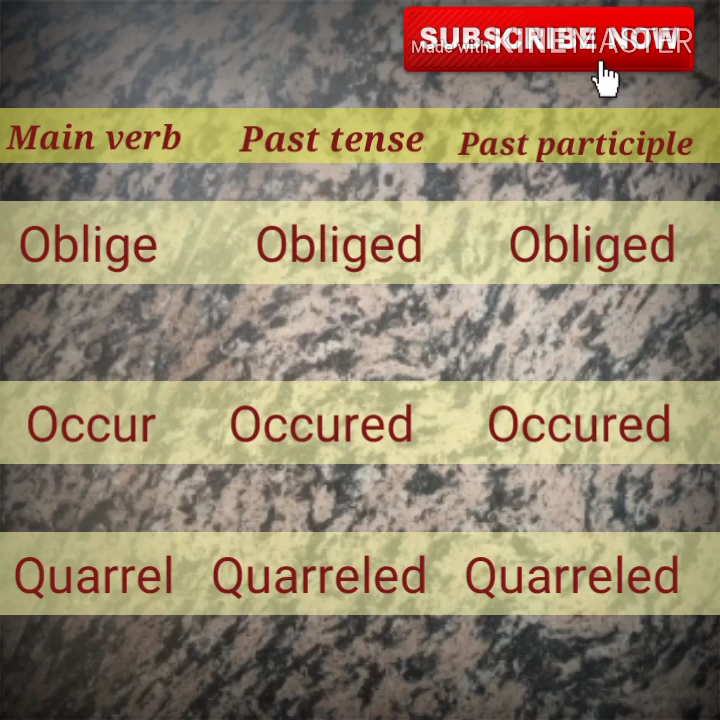 SUBSCRIBE NOW
Made with KINEMASTER
Main verb Past tense Past participle
Oblige Obliged Obliged
Occur Occured Occured
Quarrel Quarreled Quarreled